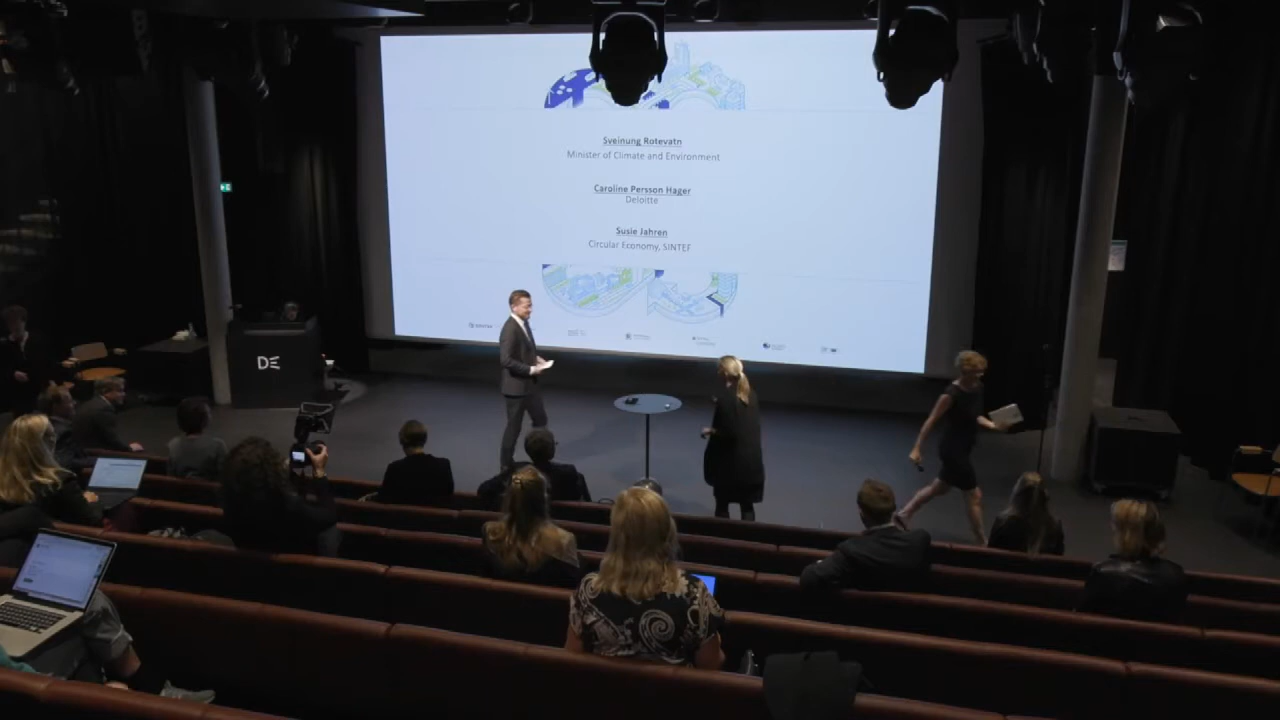 Sveinung Rotevatn
Minister of Climate and Environment
Caroline Persson Hager
Deloitte
Susie Jahren
Circular Economy, SINTEF
DE